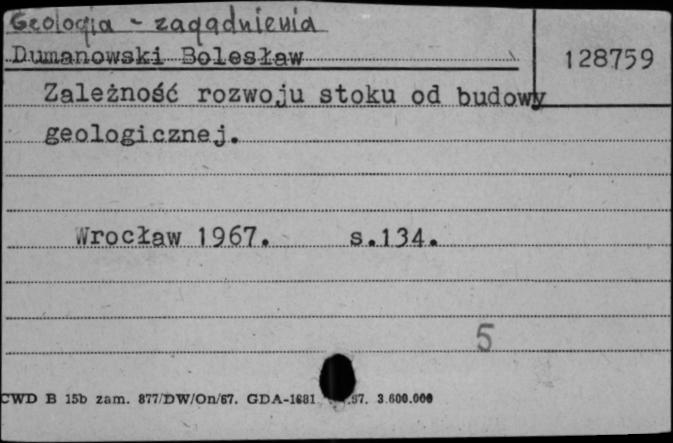 Geologia - zagadnienia
Dumanowski Bolesław
128759
Zależność rozwoju stoku od budowy
geologicznej.
Wrocław 1967. s.134.
5
CWD B 15b zam. 877/DW/On/67. GDA-1681 .67. 3.600.000